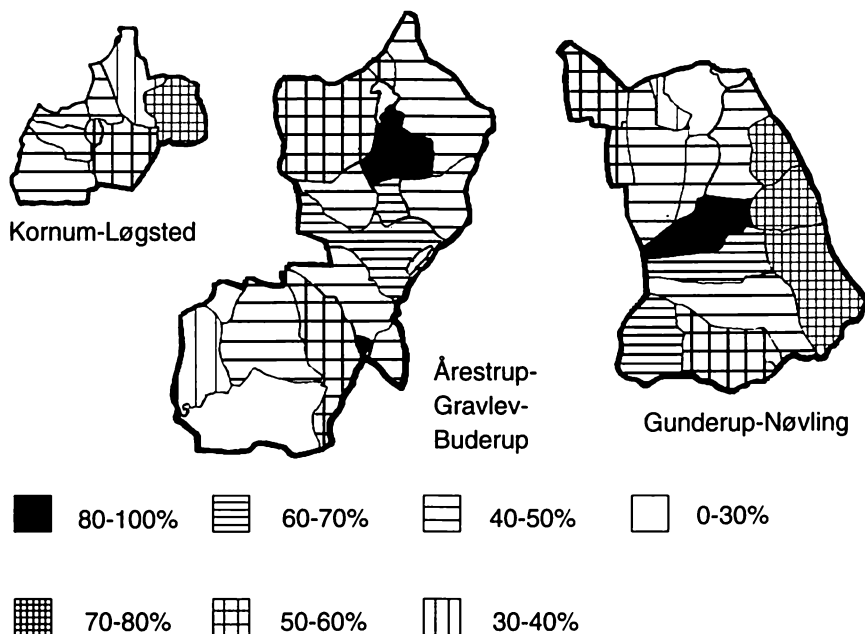 Kornum-Løgsted
Årestrup-
Gravlev-
Buderup
Gunderup-Nøvling
80-100%
60-70%
40-50%
0-30%
70-80%
50-60%
30-40%